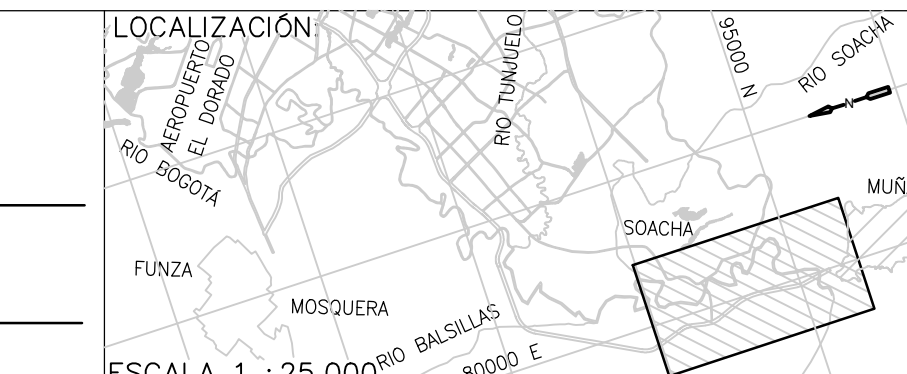 LOCALIZACIÓN:
AEROPUERTO
EL DORADO
RIO BOGOTÁ
RIO TUNJUELO
95000 N
RIO SOACHA
N
MUÑ
SOACHA
FUNZA
MOSQUERA
RIO BALSILLAS
80000 E
ESCALA 1 : 25.000